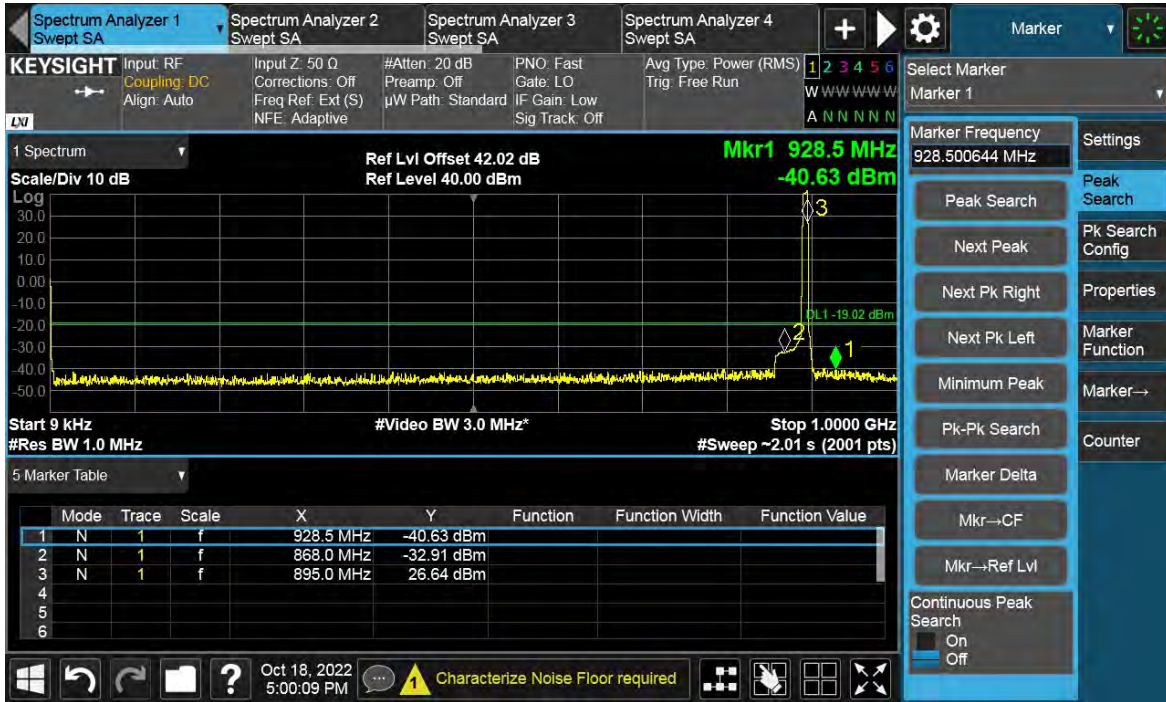 Spectrum Analyzer 1
Swept SA
Spectrum Analyzer 2
Swept SA
Spectrum Analyzer 3
Swept SA
Spectrum Analyzer 4
Swept SA
+
Marker
KEYSIGHT
LXI
Input: RF
Coupling: DC
Align: Auto
Input Z: 50 Ω
Corrections: Off
Freq Ref: Ext (S)
NFE: Adaptive
#Atten: 20 dB
Preamp: Off
µW Path: Standard
PNO: Fast
Gate: LO
IF Gain: Low
Sig Track: Off
Avg Type: Power (RMS)
Trig: Free Run
1 2 3 4 5 6
W W W W W W
A N N N N N
Select Marker
Marker 1
1 Spectrum
Scale/Div 10 dB
Ref Lvl Offset 42.02 dB
Ref Level 40.00 dBm
Mkr1 928.5 MHz
-40.63 dBm
Log
30.0
20.0
10.0
0.00
-10.0
-20.0
-30.0
-40.0
-50.0
3
DL1 -19.02 dBm
2
1
Start 9 kHz
#Res BW 1.0 MHz
#Video BW 3.0 MHz*
Stop 1.0000 GHz
#Sweep ~2.01 s (2001 pts)
5 Marker Table
Mode Trace Scale X Y Function Function Width Function Value
1 N 1 f 928.5 MHz -40.63 dBm
2 N 1 f 868.0 MHz -32.91 dBm
3 N 1 f 895.0 MHz 26.64 dBm
4
5
6
Marker Frequency
928.500644 MHz
Peak Search
Next Peak
Next Pk Right
Next Pk Left
Minimum Peak
Pk-Pk Search
Marker Delta
Mkr→CF
Mkr→Ref Lvl
Continuous Peak
Search
On
Off
Settings
Peak
Search
Pk Search
Config
Properties
Marker
Function
Marker→
Counter
?
Oct 18, 2022
5:00:09 PM
1
Characterize Noise Floor required